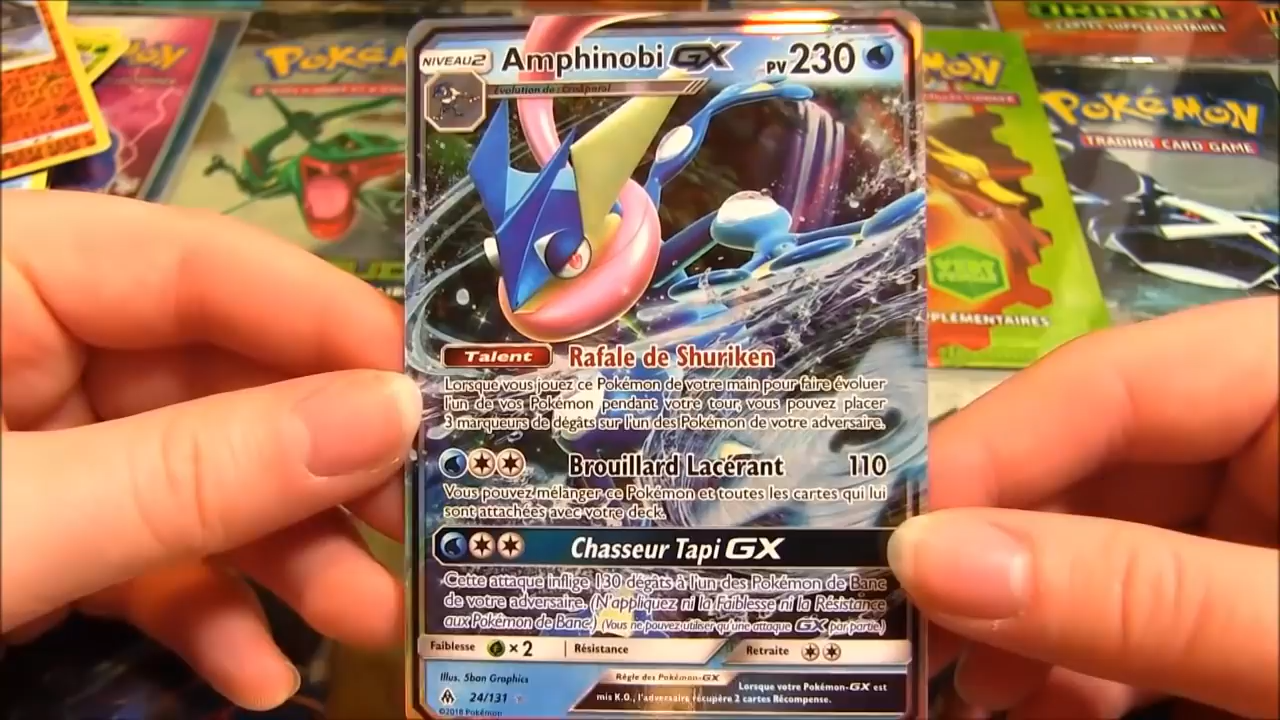 NIVEAU2 Amphinobi GX PV230
Evolution de : Croâporal
Talent Rafale de Shuriken
Lorsque vous jouez ce Pokémon de votre main pour faire évoluer
l'un de vos Pokémon pendant votre tour, vous pouvez placer
3 marqueurs de dégâts sur l'un des Pokémon de votre adversaire.
Brouillard Lacérant 110
Vous pouvez mélanger ce Pokémon et toutes les cartes qui lui
sont attachées avec votre deck.
Chasseur Tapi GX
Cette attaque inflige 130 dégâts à l'un des Pokémon de Banc
de votre adversaire. (N'appliquez ni la Faiblesse ni la Résistance
aux Pokémon de Banc.) (Vous ne pouvez utiliser qu'une attaque GX par partie.)
Faiblesse ×2 Résistance Retraite
Illus. 5ban Graphics
24/131
©2018 Pokémon
Règle des Pokémon-GX
Lorsque votre Pokémon-GX est
mis K.O., l'adversaire récupère 2 cartes Récompense.
POKÉMON
TRADING CARD GAME
SUPPLÉMENTAIRES